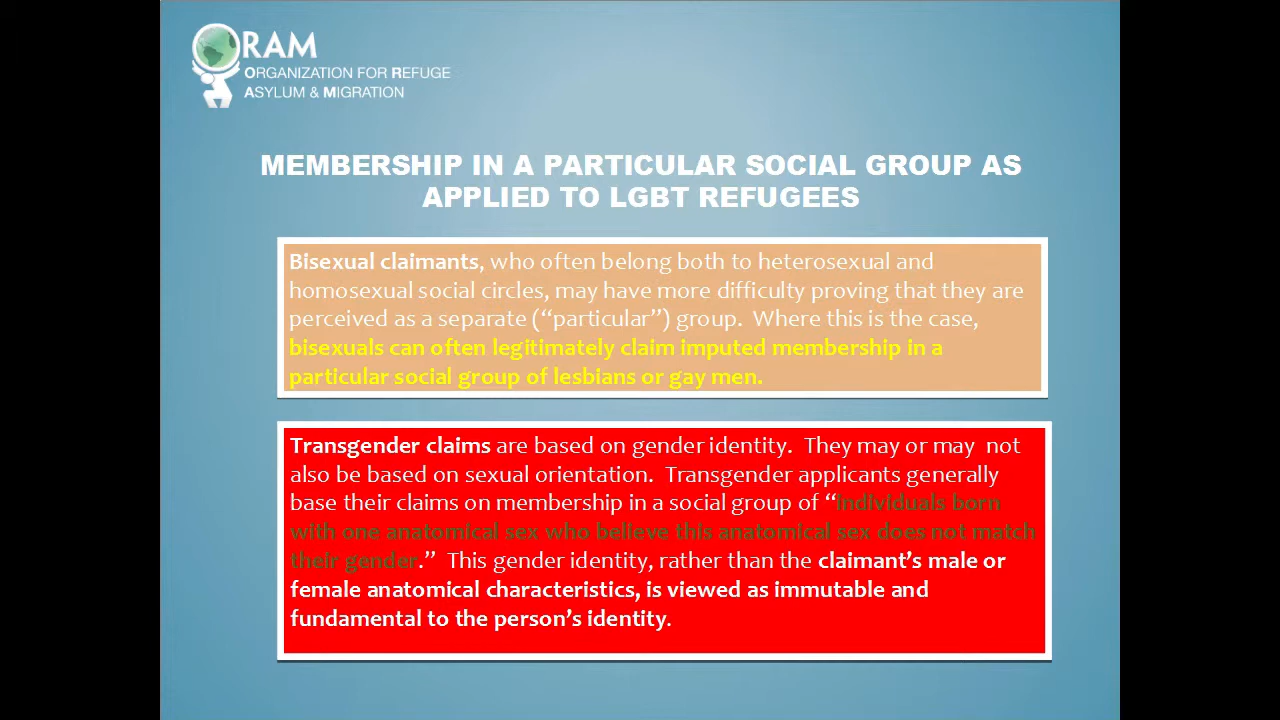 ORAM
ORGANIZATION FOR REFUGE
ASYLUM & MIGRATION
MEMBERSHIP IN A PARTICULAR SOCIAL GROUP AS
APPLIED TO LGBT REFUGEES
Bisexual claimants, who often belong both to heterosexual and
homosexual social circles, may have more difficulty proving that they are
perceived as a separate (“particular”) group.  Where this is the case,
bisexuals can often legitimately claim imputed membership in a
particular social group of lesbians or gay men.
Transgender claims are based on gender identity.  They may or may  not
also be based on sexual orientation.  Transgender applicants generally
base their claims on membership in a social group of “individuals born
with one anatomical sex who believe this anatomical sex does not match
their gender.”  This gender identity, rather than the claimant’s male or
female anatomical characteristics, is viewed as immutable and
fundamental to the person’s identity.